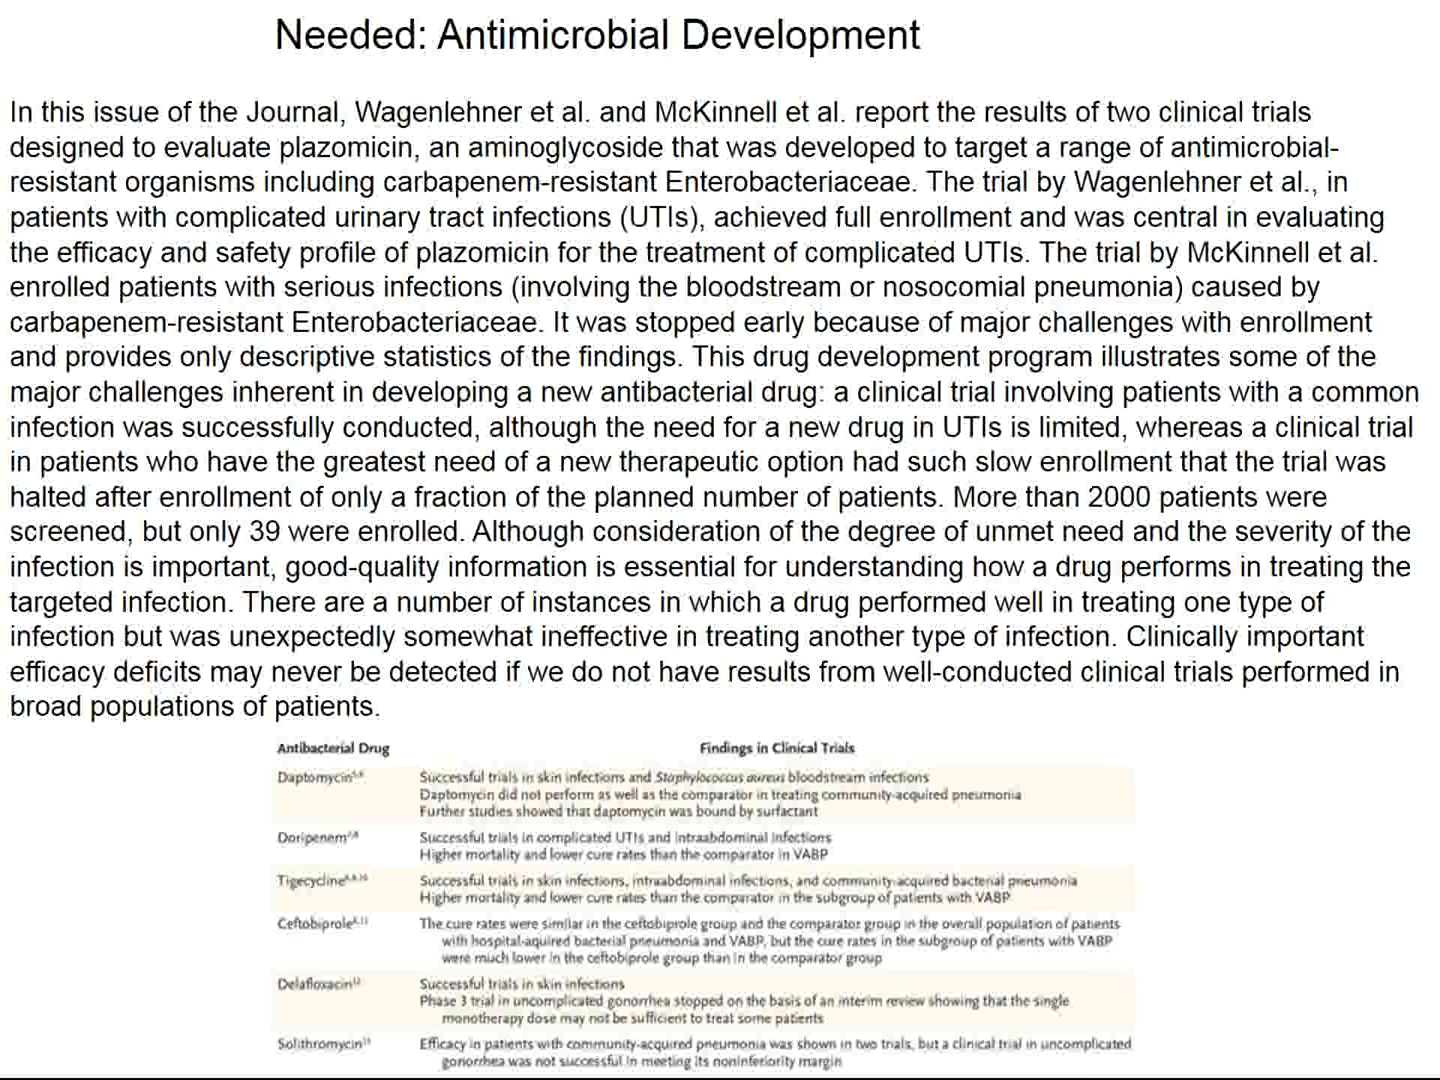 Needed: Antimicrobial Development
In this issue of the Journal, Wagenlehner et al. and McKinnell et al. report the results of two clinical trials
designed to evaluate plazomicin, an aminoglycoside that was developed to target a range of antimicrobial-
resistant organisms including carbapenem-resistant Enterobacteriaceae. The trial by Wagenlehner et al., in
patients with complicated urinary tract infections (UTIs), achieved full enrollment and was central in evaluating
the efficacy and safety profile of plazomicin for the treatment of complicated UTIs. The trial by McKinnell et al.
enrolled patients with serious infections (involving the bloodstream or nosocomial pneumonia) caused by
carbapenem-resistant Enterobacteriaceae. It was stopped early because of major challenges with enrollment
and provides only descriptive statistics of the findings. This drug development program illustrates some of the
major challenges inherent in developing a new antibacterial drug: a clinical trial involving patients with a common
infection was successfully conducted, although the need for a new drug in UTIs is limited, whereas a clinical trial
in patients who have the greatest need of a new therapeutic option had such slow enrollment that the trial was
halted after enrollment of only a fraction of the planned number of patients. More than 2000 patients were
screened, but only 39 were enrolled. Although consideration of the degree of unmet need and the severity of the
infection is important, good-quality information is essential for understanding how a drug performs in treating the
targeted infection. There are a number of instances in which a drug performed well in treating one type of
infection but was unexpectedly somewhat ineffective in treating another type of infection. Clinically important
efficacy deficits may never be detected if we do not have results from well-conducted clinical trials performed in
broad populations of patients.
Antibacterial Drug Findings in Clinical Trials
Daptomycin Successful trials in skin infections and Staphylococcus aureus bloodstream infections
Daptomycin did not perform as well as the comparator in treating community-acquired pneumonia
Further studies showed that daptomycin was bound by surfactant
Doripenem Successful trials in complicated UTIs and intraabdominal infections
Higher mortality and lower cure rates than the comparator in VABP
Tigecycline Successful trials in skin infections, intraabdominal infections, and community-acquired bacterial pneumonia
Higher mortality and lower cure rates than the comparator in the subgroup of patients with VABP
Ceftobiprole The cure rates were similar in the ceftobiprole group and the comparator group in the overall population of patients
with hospital-aquired bacterial pneumonia and VABP, but the cure rates in the subgroup of patients with VABP
were much lower in the ceftobiprole group than in the comparator group
Delafloxacin Successful trials in skin infections
Phase 3 trial in uncomplicated gonorrhea stopped on the basis of an interim review showing that the single
monotherapy dose may not be sufficient to treat some patients
Solithromycin Efficacy in patients with community-acquired pneumonia was shown in two trials, but a clinical trial in uncomplicated
gonorrhea was not successful in meeting its noninferiority margin